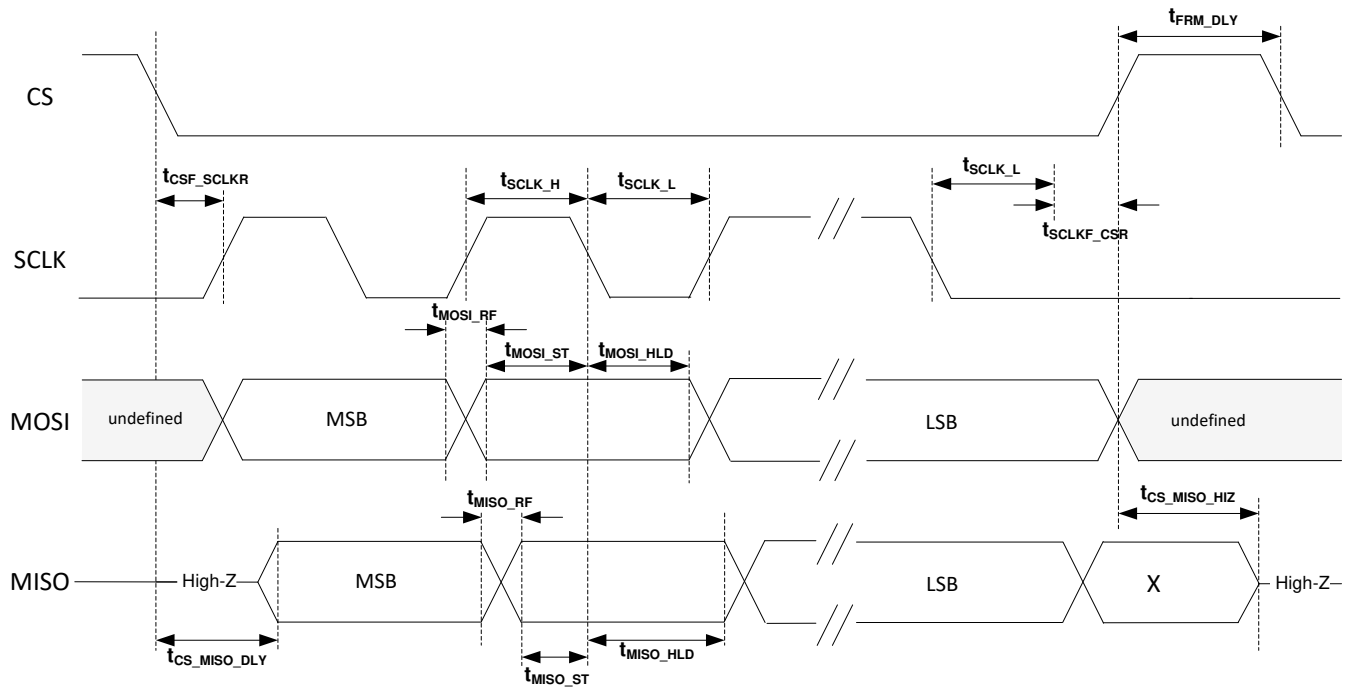 tFRM_DLY
CS
tCSF_SCLKR
tSCLK_H
tSCLK_L
tSCLK_L
tSCLKF_CSR
SCLK
tMOSI_RF
tMOSI_ST
tMOSI_HLD
MOSI
undefined
MSB
LSB
undefined
tMISO_RF
tCS_MISO_HIZ
MISO
High-Z
MSB
LSB
X
High-Z
tCS_MISO_DLY
tMISO_ST
tMISO_HLD